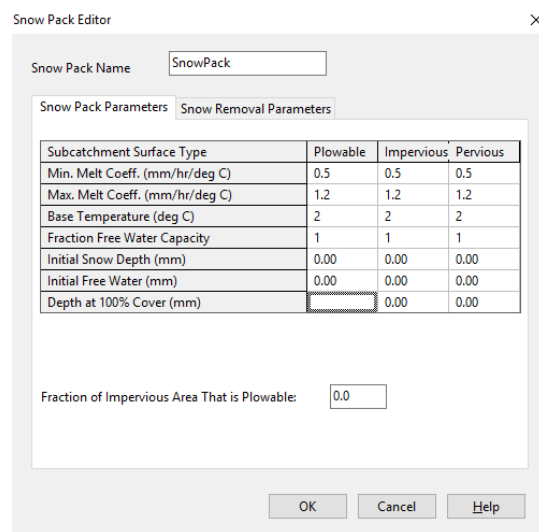 Snow Pack Editor
Snow Pack Name SnowPack
Snow Pack Parameters Snow Removal Parameters
Subcatchment Surface Type Plowable Impervious Pervious
Min. Melt Coeff. (mm/hr/deg C) 0.5 0.5 0.5
Max. Melt Coeff. (mm/hr/deg C) 1.2 1.2 1.2
Base Temperature (deg C) 2 2 2
Fraction Free Water Capacity 1 1 1
Initial Snow Depth (mm) 0.00 0.00 0.00
Initial Free Water (mm) 0.00 0.00 0.00
Depth at 100% Cover (mm) 0.00 0.00
Fraction of Impervious Area That is Plowable: 0.0
OK Cancel Help